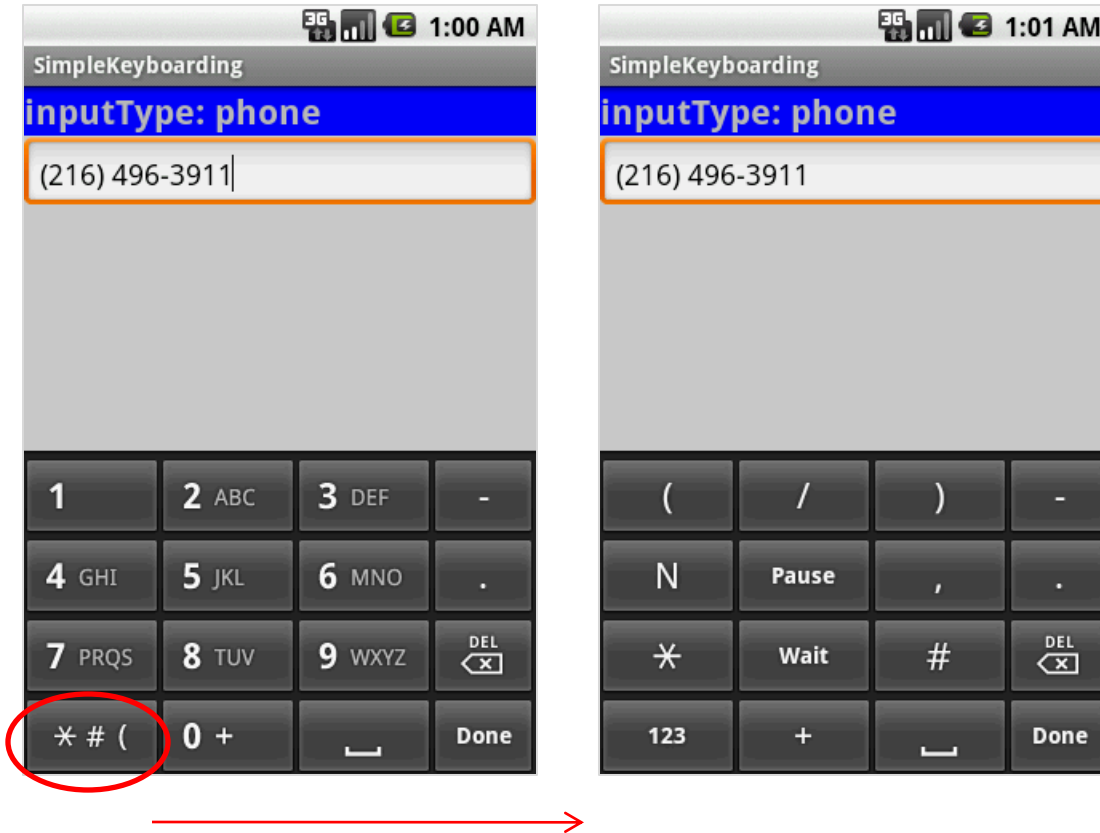 3G 1:00 AM
SimpleKeyboarding
inputType: phone
(216) 496-3911
1 2 ABC 3 DEF -
4 GHI 5 JKL 6 MNO .
7 PRQS 8 TUV 9 WXYZ DEL
* # ( 0 + Done
3G 1:01 AM
SimpleKeyboarding
inputType: phone
(216) 496-3911
( / ) -
N Pause , .
* Wait # DEL
123 + Done